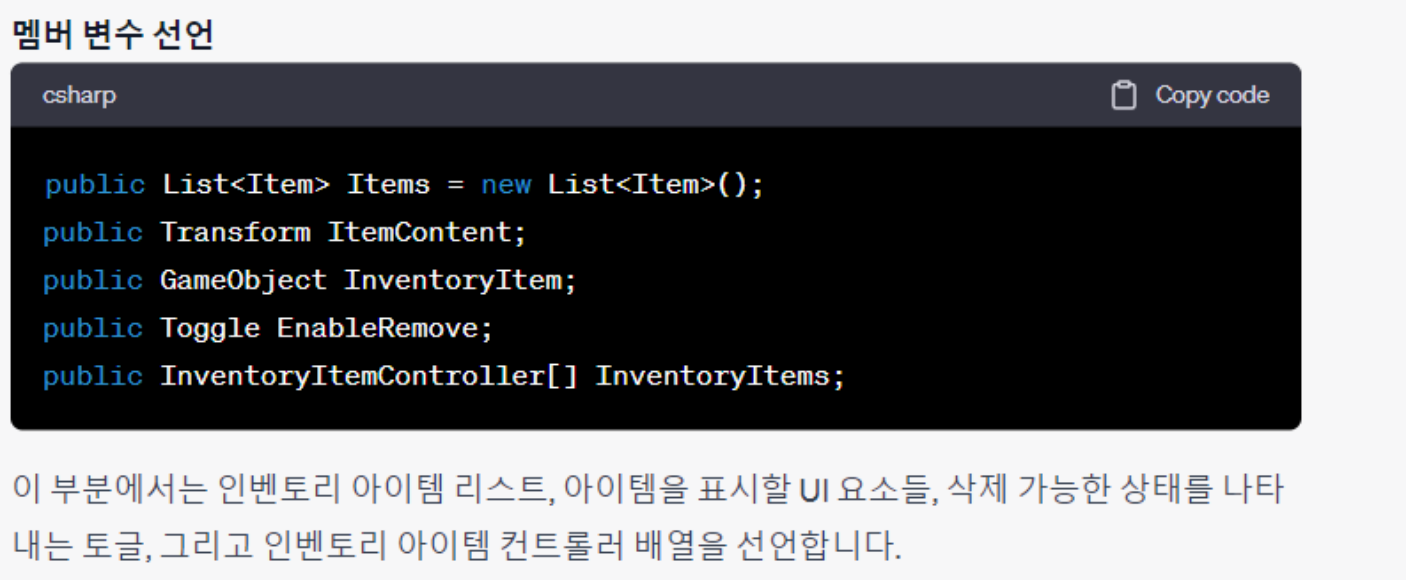 멤버 변수 선언
csharp Copy code
public List<Item> Items = new List<Item>();
public Transform ItemContent;
public GameObject InventoryItem;
public Toggle EnableRemove;
public InventoryItemController[] InventoryItems;
이 부분에서는 인벤토리 아이템 리스트, 아이템을 표시할 UI 요소들, 삭제 가능한 상태를 나타
내는 토글, 그리고 인벤토리 아이템 컨트롤러 배열을 선언합니다.